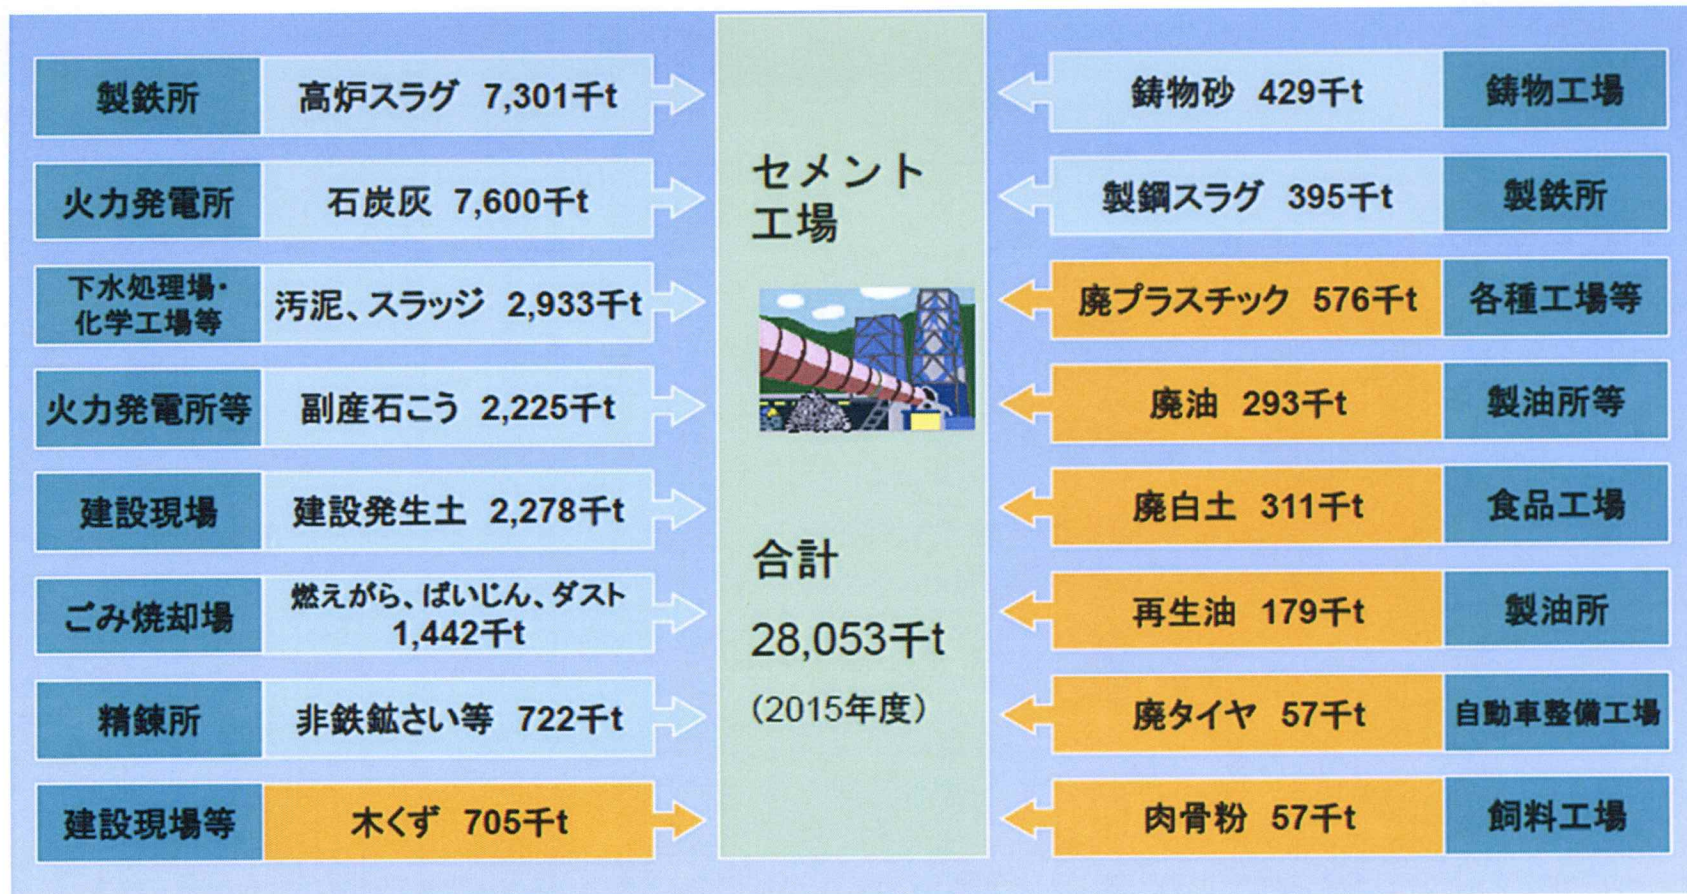 製鉄所
高炉スラグ 7,301千t
火力発電所
石炭灰 7,600千t
下水処理場・
化学工場等
汚泥、スラッジ 2,933千t
火力発電所等
副産石こう 2,225千t
建設現場
建設発生土 2,278千t
ごみ焼却場
燃えがら、ばいじん、ダスト
1,442千t
精錬所
非鉄鉱さい等 722千t
建設現場等
木くず 705千t
セメント
工場
合計
28,053千t
(2015年度)
鋳物砂 429千t
鋳物工場
製鋼スラグ 395千t
製鉄所
廃プラスチック 576千t
各種工場等
廃油 293千t
製油所等
廃白土 311千t
食品工場
再生油 179千t
製油所
廃タイヤ 57千t
自動車整備工場
肉骨粉 57千t
飼料工場